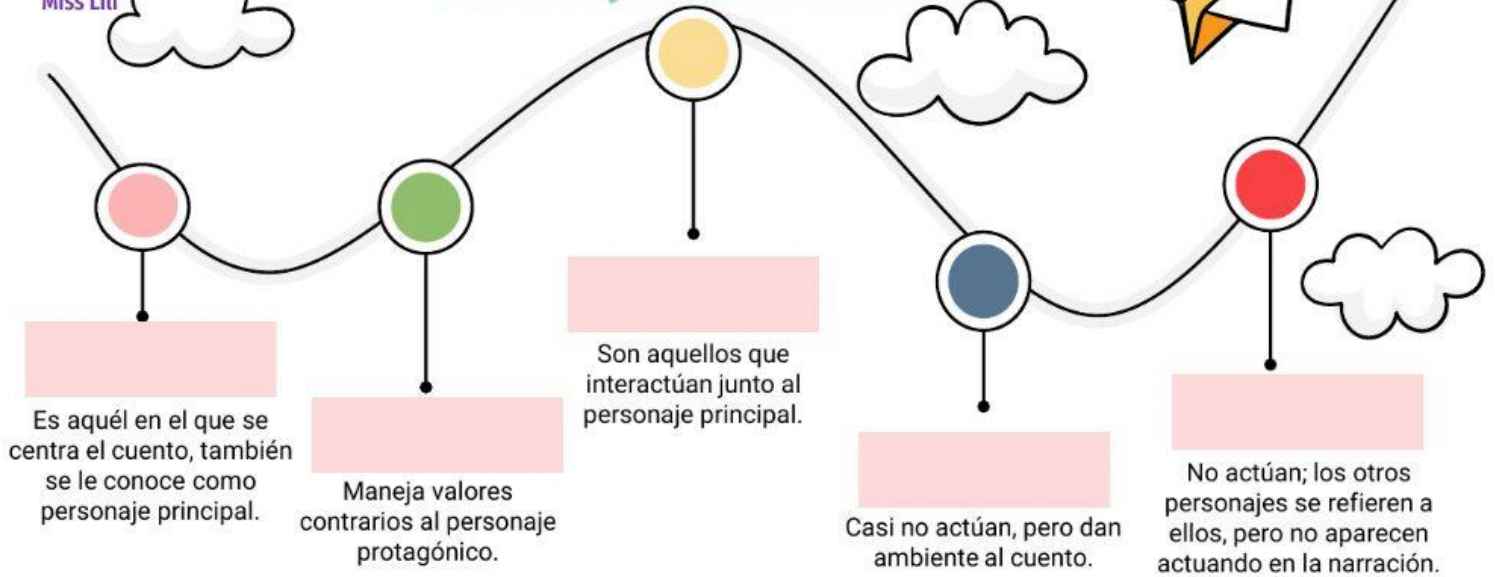 Miss Lili
Es aquél en el que se
centra el cuento, también
se le conoce como
personaje principal.
Maneja valores
contrarios al personaje
protagónico.
Son aquellos que
interactúan junto al
personaje principal.
Casi no actúan, pero dan
ambiente al cuento.
No actúan; los otros
personajes se refieren a
ellos, pero no aparecen
actuando en la narración.